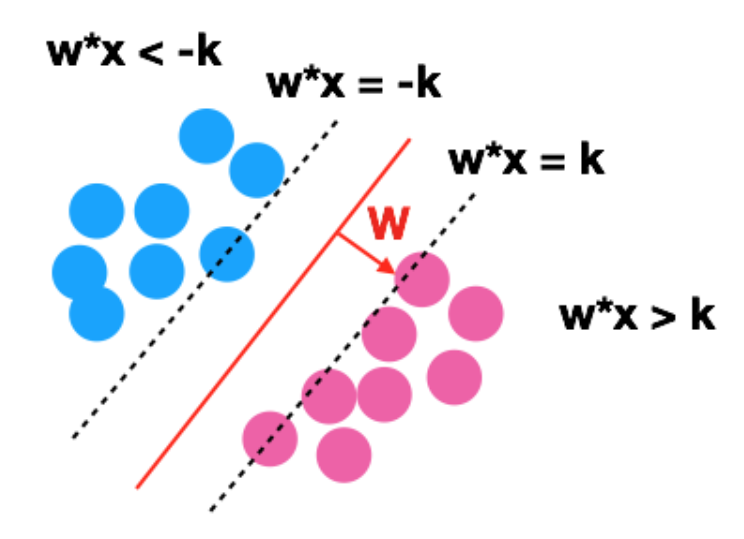 w*x < -k
w*x = -k
w*x = k
W
w*x > k